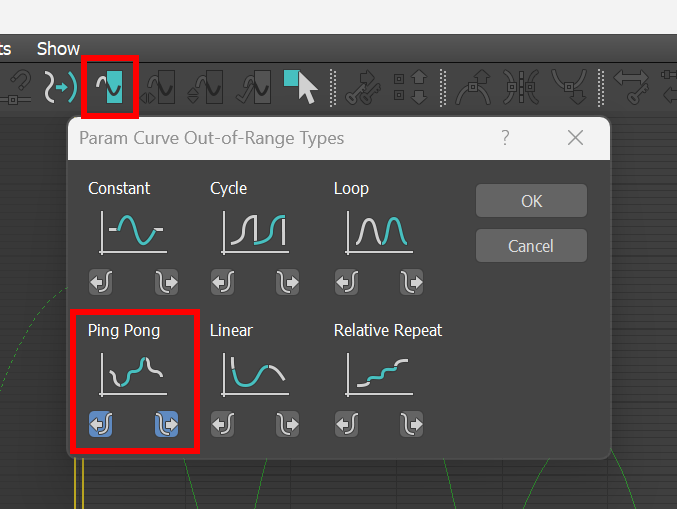 ts Show
Param Curve Out-of-Range Types ?
Constant Cycle Loop
OK
Cancel
Ping Pong Linear Relative Repeat